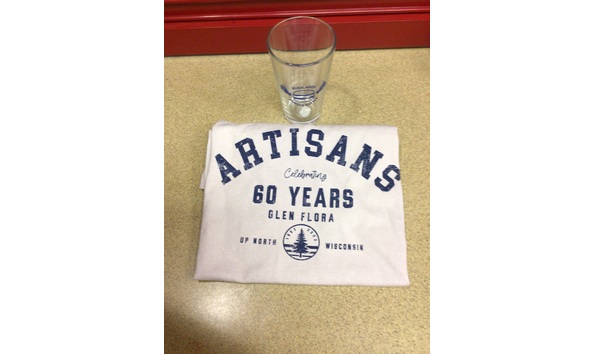 ARTISANS
Celebrating
60 YEARS
GLEN FLORA
UP NORTH WISCONSIN